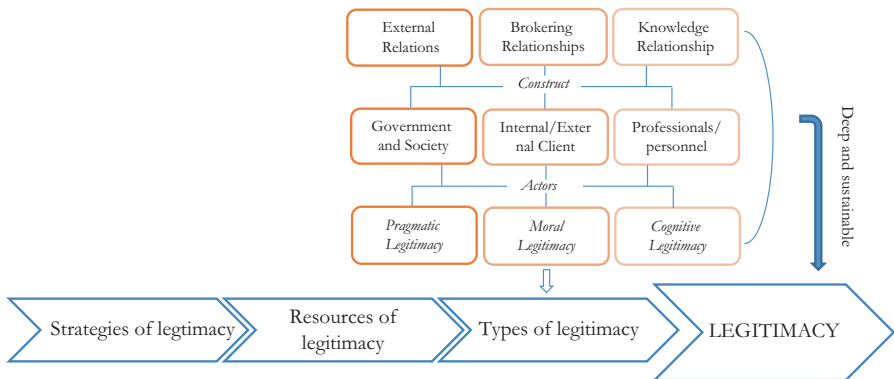 External
Relations
Brokering
Relationships
Knowledge
Relationship
Construct
Government
and Society
Internal/Exter
nal Client
Professionals/
personnel
Actors
Pragmatic
Legitimacy
Moral
Legitimacy
Cognitive
Legitimacy
Deep and sustainable
Strategies of legtimacy
Resources of
legitimacy
Types of legitimacy
LEGITIMACY